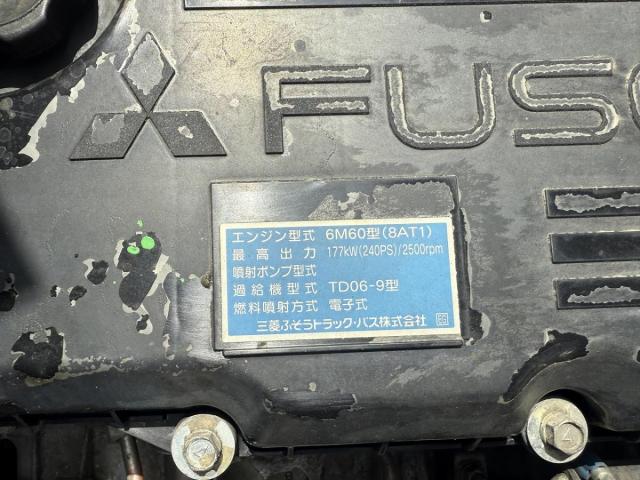 FUSO
エンジン型式 6M60型(8AT1)
最高出力 177kW(240PS)/2500rpm
噴射ポンプ型式
過給機型式 TD06-9型
燃料噴射方式 電子式
三菱ふそうトラック・バス株式会社